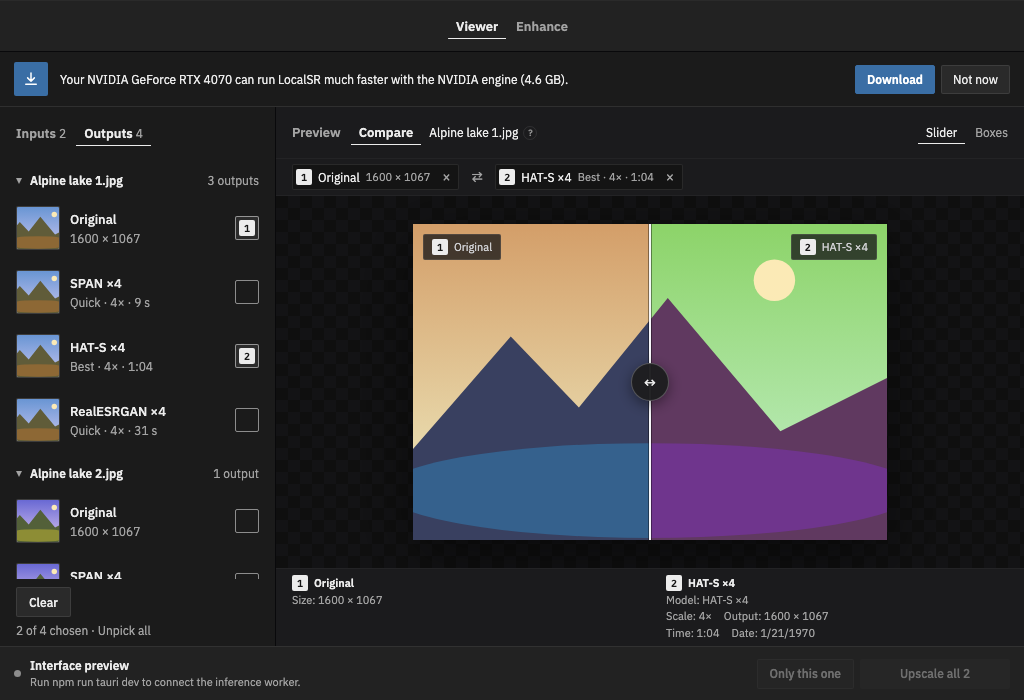 Viewer Enhance
Your NVIDIA GeForce RTX 4070 can run LocalSR much faster with the NVIDIA engine (4.6 GB).
Download Not now
Inputs 2 Outputs 4
Preview Compare Alpine lake 1.jpg ?
Slider Boxes
▼ Alpine lake 1.jpg 3 outputs
Original
1600 × 1067
1
SPAN ×4
Quick · 4× · 9 s
HAT-S ×4
Best · 4× · 1:04
2
RealESRGAN ×4
Quick · 4× · 31 s
▼ Alpine lake 2.jpg 1 output
Original
1600 × 1067
SPAN ×4
Clear
2 of 4 chosen · Unpick all
1 Original 1600 × 1067 × ⇄ 2 HAT-S ×4 Best · 4× · 1:04 ×
1 Original
2 HAT-S ×4
1 Original
Size: 1600 × 1067
2 HAT-S ×4
Model: HAT-S ×4
Scale: 4× Output: 1600 × 1067
Time: 1:04 Date: 1/21/1970
Interface preview
Run npm run tauri dev to connect the inference worker.
Only this one Upscale all 2